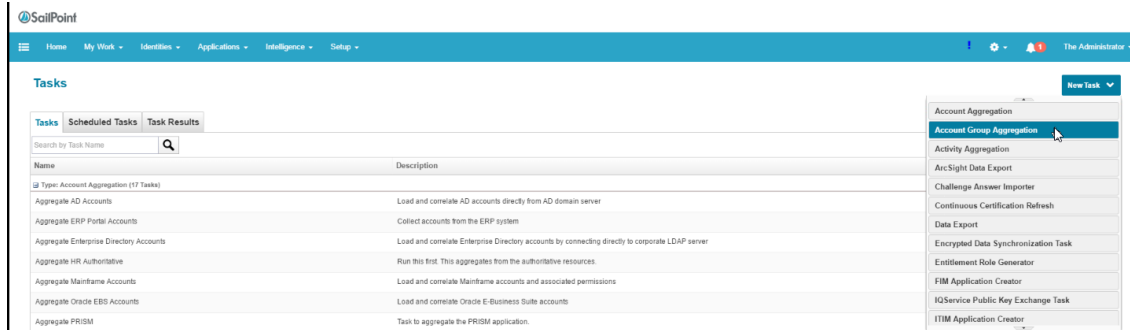 SailPoint
Home My Work Identities Applications Intelligence Setup ! 1 The Administrator
Tasks
New Task
Tasks Scheduled Tasks Task Results
Search by Task Name
Name Description
Type: Account Aggregation (17 Tasks)
Aggregate AD Accounts Load and correlate AD accounts directly from AD domain server
Aggregate ERP Portal Accounts Collect accounts from the ERP system
Aggregate Enterprise Directory Accounts Load and correlate Enterprise Directory accounts by connecting directly to corporate LDAP server
Aggregate HR Authoritative Run this first. This aggregates from the authoritative resources.
Aggregate Mainframe Accounts Load and correlate Mainframe accounts and associated permissions
Aggregate Oracle EBS Accounts Load and correlate Oracle E-Business Suite accounts
Aggregate PRISM Task to aggregate the PRISM application.
Account Aggregation
Account Group Aggregation
Activity Aggregation
ArcSight Data Export
Challenge Answer Importer
Continuous Certification Refresh
Data Export
Encrypted Data Synchronization Task
Entitlement Role Generator
FIM Application Creator
IQService Public Key Exchange Task
ITIM Application Creator